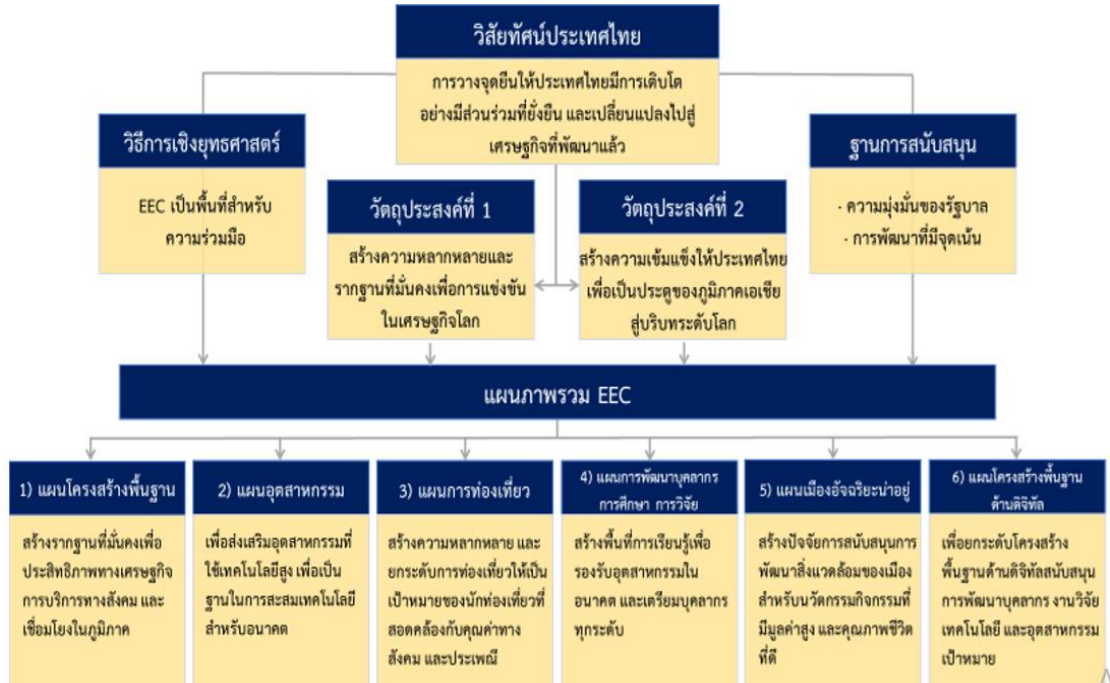 วิสัยทัศน์ประเทศไทย
การวางจุดยืนให้ประเทศไทยมีการเติบโต
อย่างมีส่วนร่วมที่ยั่งยืน และเปลี่ยนแปลงไปสู่
เศรษฐกิจที่พัฒนาแล้ว
วิธีการเชิงยุทธศาสตร์
EEC เป็นพื้นที่สำหรับ
ความร่วมมือ
วัตถุประสงค์ที่ 1
สร้างความหลากหลายและ
รากฐานที่มั่นคงเพื่อการแข่งขัน
ในเศรษฐกิจโลก
วัตถุประสงค์ที่ 2
สร้างความเข้มแข็งให้ประเทศไทย
เพื่อเป็นประตูของภูมิภาคเอเชีย
สู่บริบทระดับโลก
ฐานการสนับสนุน
- ความมุ่งมั่นของรัฐบาล
- การพัฒนาที่มีจุดเน้น
แผนภาพรวม EEC
1) แผนโครงสร้างพื้นฐาน
สร้างรากฐานที่มั่นคงเพื่อ
ประสิทธิภาพทางเศรษฐกิจ
การบริการทางสังคม และ
เชื่อมโยงในภูมิภาค
2) แผนอุตสาหกรรม
เพื่อส่งเสริมอุตสาหกรรมที่
ใช้เทคโนโลยีสูง เพื่อเป็น
ฐานในการสะสมเทคโนโลยี
สำหรับอนาคต
3) แผนการท่องเที่ยว
สร้างความหลากหลาย และ
ยกระดับการท่องเที่ยวให้เป็น
เป้าหมายของนักท่องเที่ยวที่
สอดคล้องกับคุณค่าทาง
สังคม และประเพณี
4) แผนการพัฒนาบุคลากร
การศึกษา การวิจัย
สร้างพื้นที่การเรียนรู้เพื่อ
รองรับอุตสาหกรรมใน
อนาคต และเตรียมบุคลากร
ทุกระดับ
5) แผนเมืองอัจฉริยะน่าอยู่
สร้างปัจจัยการสนับสนุนการ
พัฒนาสิ่งแวดล้อมของเมือง
สำหรับนวัตกรรมกิจกรรมที่
มีมูลค่าสูง และคุณภาพชีวิต
ที่ดี
6) แผนโครงสร้างพื้นฐาน
ด้านดิจิทัล
เพื่อยกระดับโครงสร้าง
พื้นฐานด้านดิจิทัลสนับสนุน
การพัฒนาบุคลากร งานวิจัย
เทคโนโลยี และอุตสาหกรรม
เป้าหมาย